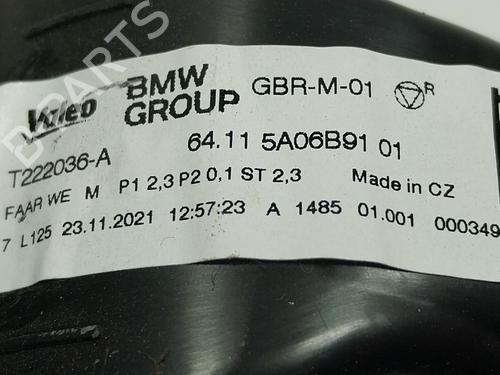 Valeo BMW GROUP GBR-M-01 R
T222036-A 64.11 5A06B91 01
FAAR WE M P1 2,3 P2 0,1 ST 2,3 Made in CZ
7 L125 23.11.2021 12:57:23 A 1485 01.001 000349